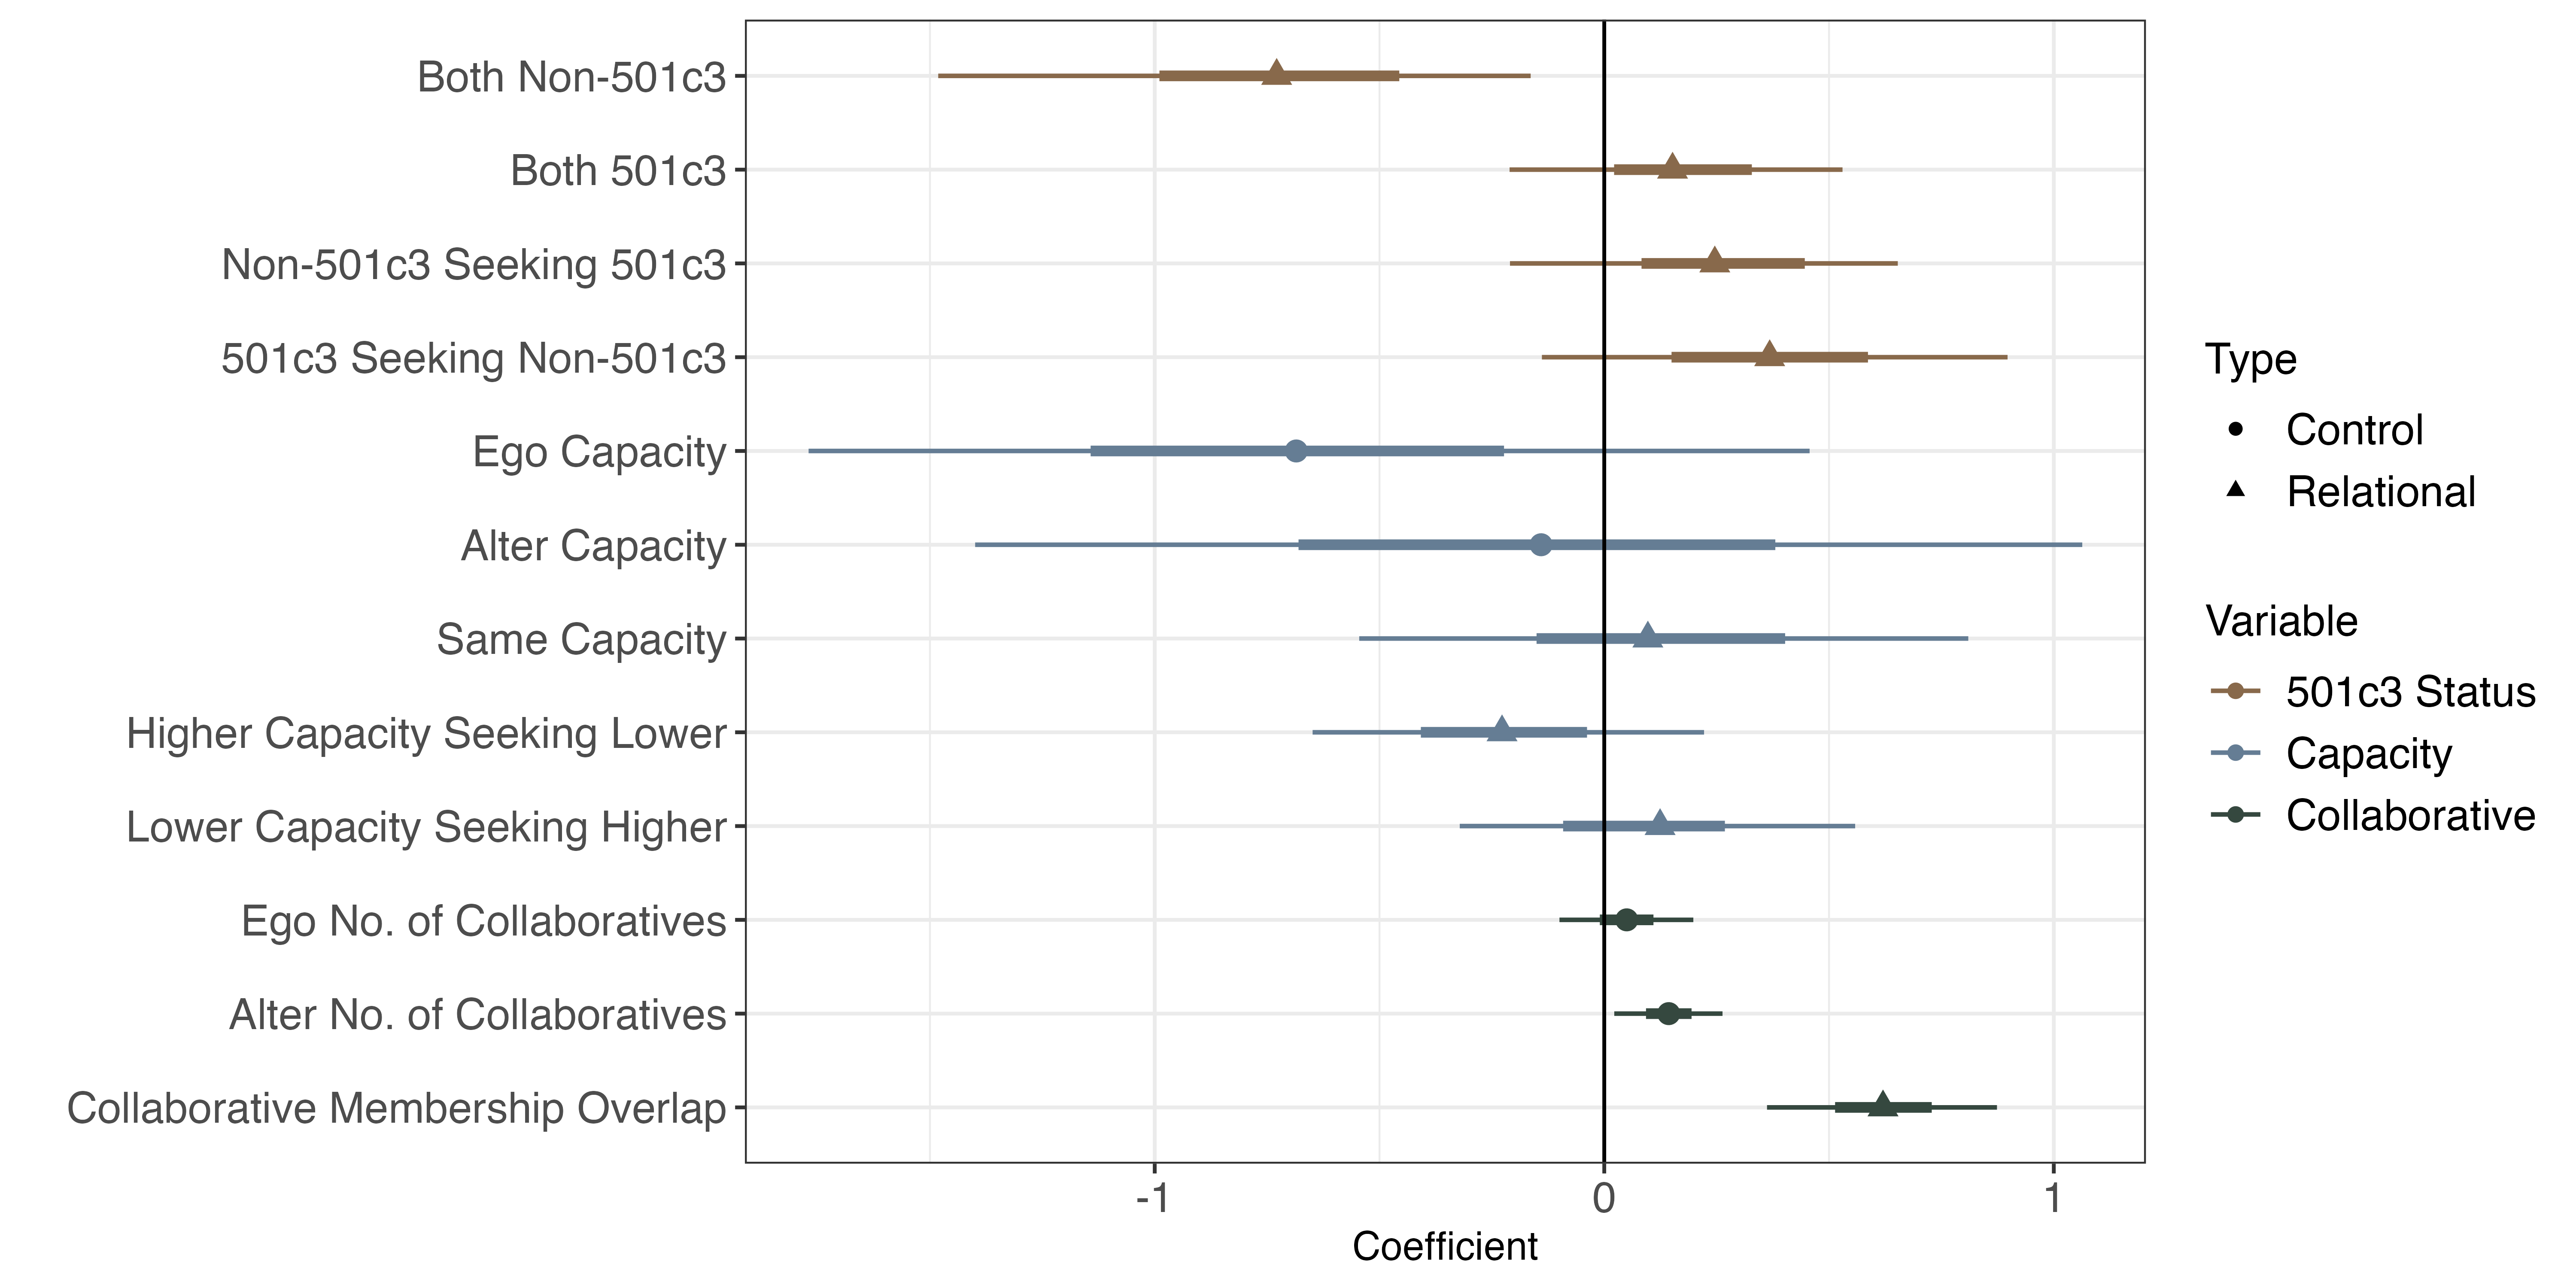 Both Non-501c3
Both 501c3
Non-501c3 Seeking 501c3
501c3 Seeking Non-501c3
Ego Capacity
Alter Capacity
Same Capacity
Higher Capacity Seeking Lower
Lower Capacity Seeking Higher
Ego No. of Collaboratives
Alter No. of Collaboratives
Collaborative Membership Overlap
-1
0
1
Coefficient
Type
Control
Relational
Variable
501c3 Status
Capacity
Collaborative